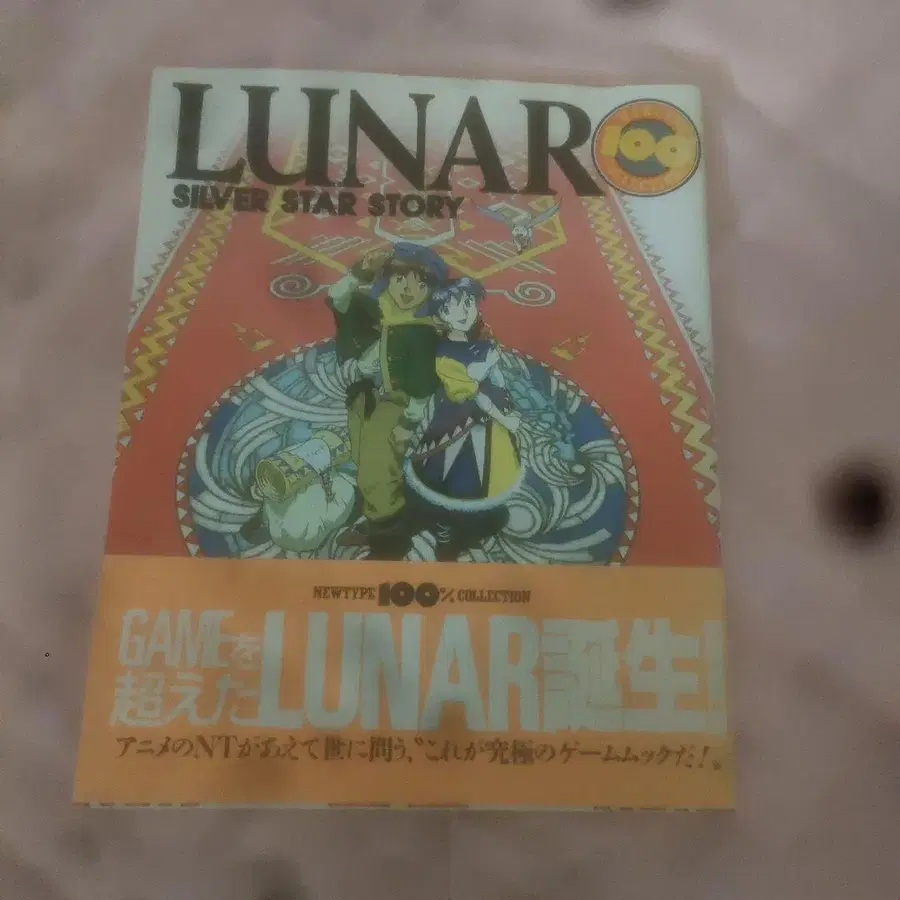 LUNAR
100
SILVER STAR STORY
NEWTYPE 100% COLLECTION
GAMEを
超えた
LUNAR誕生!
アニメのNTがあえて世に問う、“これが究極のゲームムックだ!„